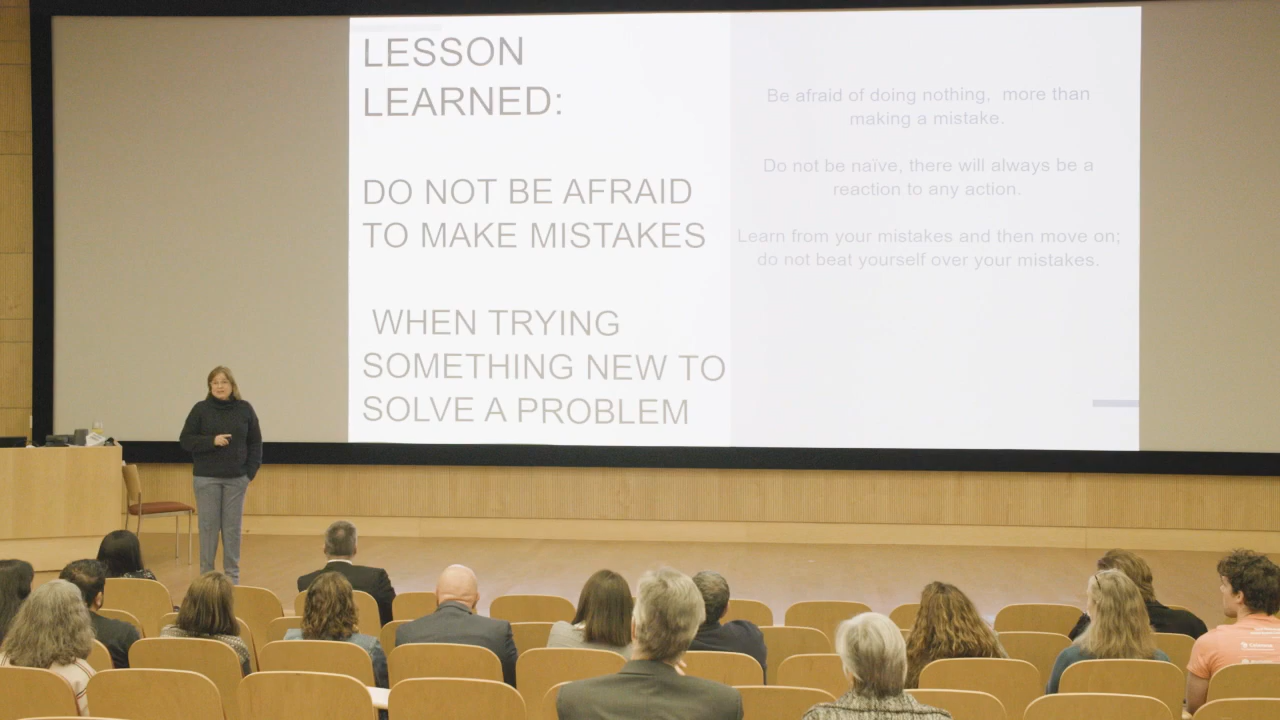 LESSON
LEARNED:
DO NOT BE AFRAID
TO MAKE MISTAKES
WHEN TRYING
SOMETHING NEW TO
SOLVE A PROBLEM
Be afraid of doing nothing,  more than
making a mistake.
Do not be naïve, there will always be a
reaction to any action.
Learn from your mistakes and then move on;
do not beat yourself over your mistakes.